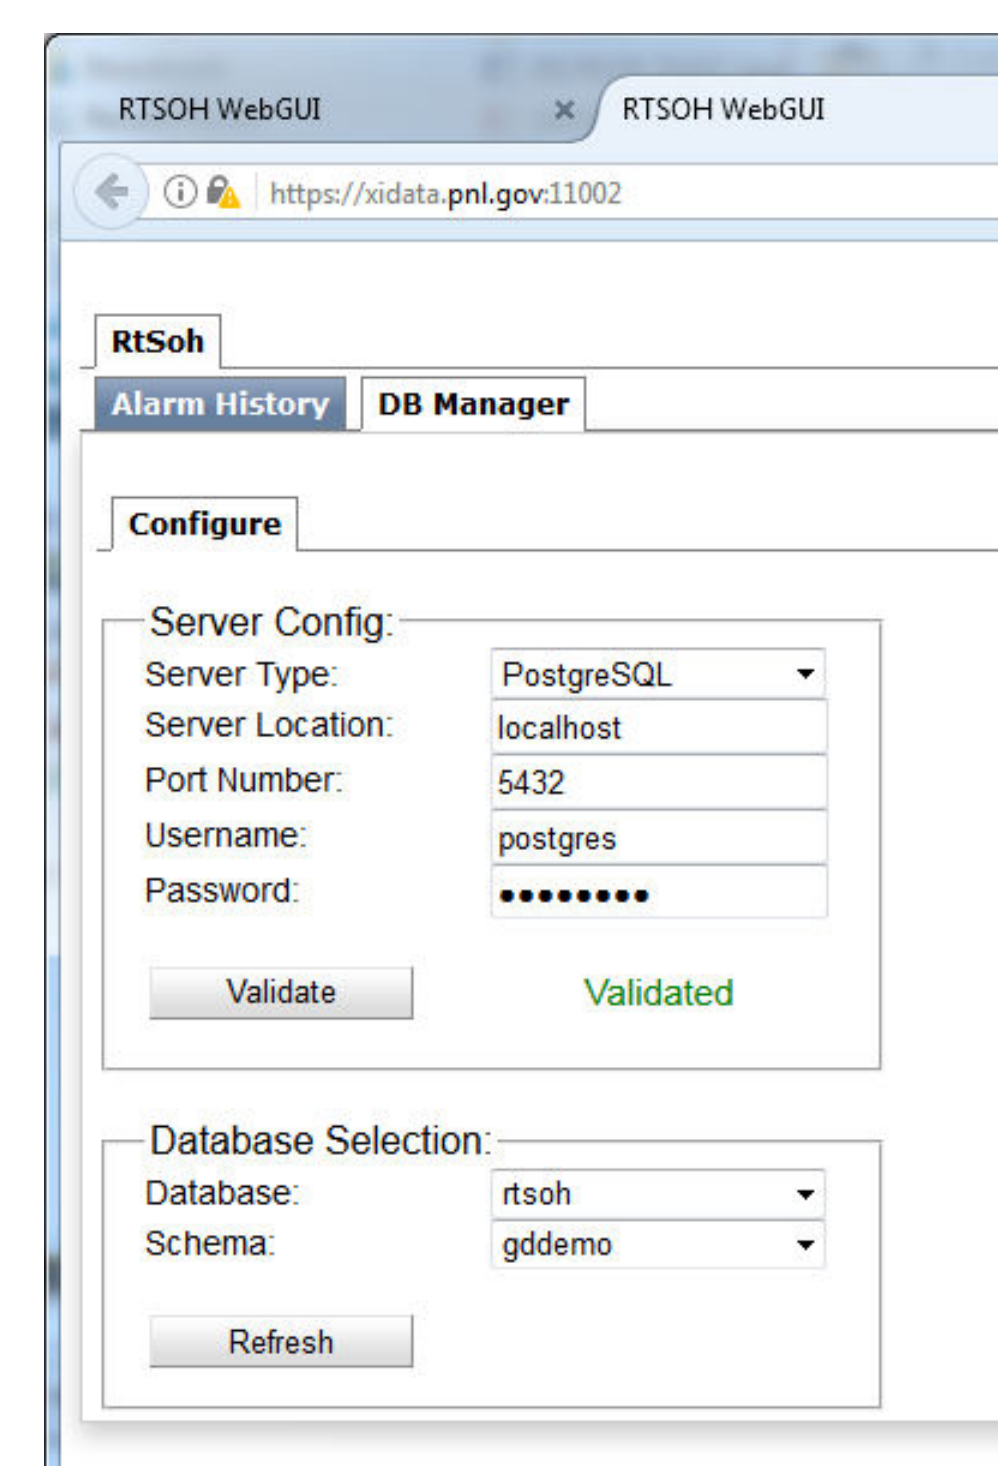 RTSOH WebGUI
RTSOH WebGUI
https://xidata.pnl.gov:11002
RtSoh
Alarm History
DB Manager
Configure
Server Config:
Server Type: PostgreSQL
Server Location: localhost
Port Number: 5432
Username: postgres
Password: ••••••••
Validate Validated
Database Selection:
Database: rtsoh
Schema: gddemo
Refresh